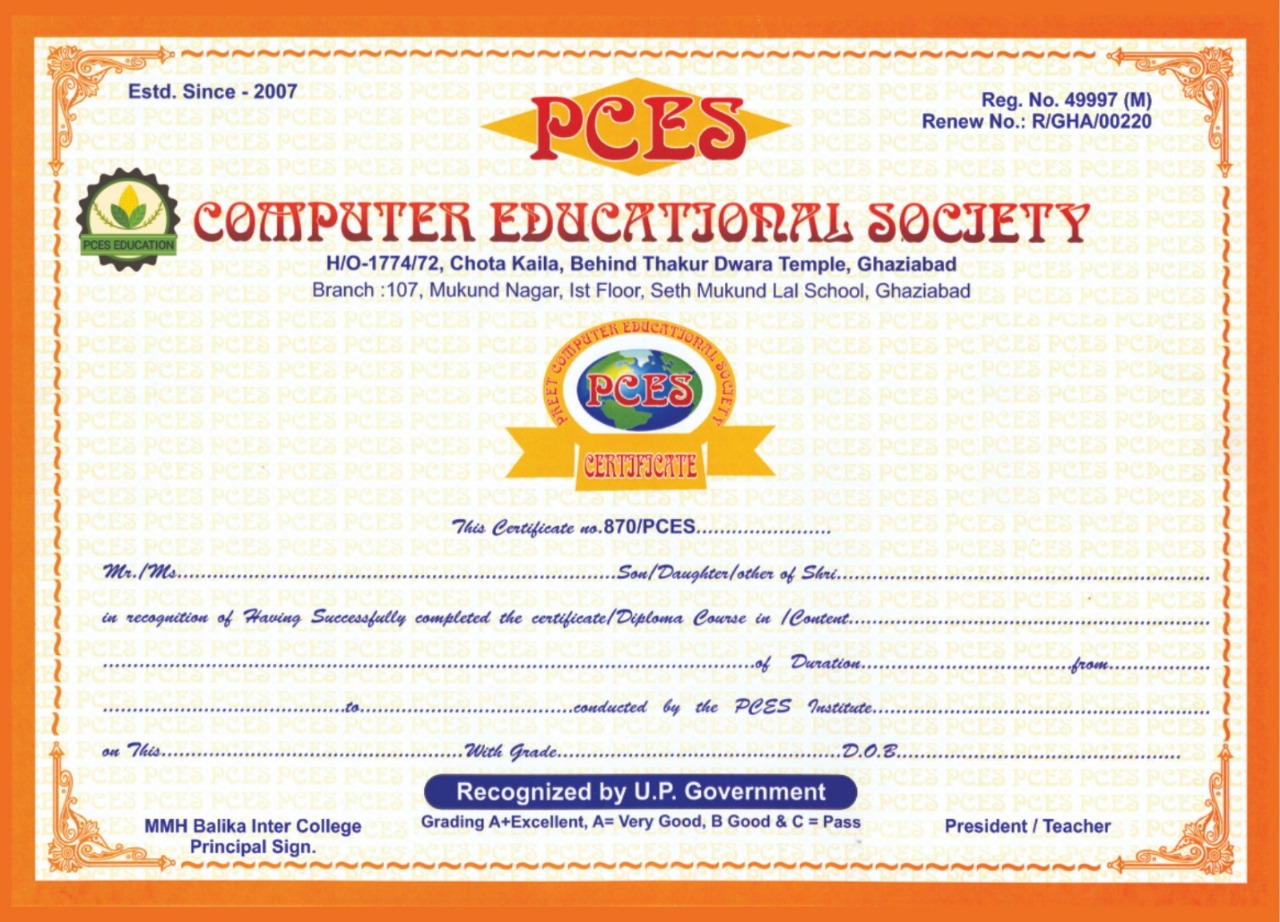 Estd. Since - 2007
PCES
Reg. No. 49997 (M)
Renew No.: R/GHA/00220
PCES EDUCATION
COMPUTER EDUCATIONAL SOCIETY
H/O-1774/72, Chota Kaila, Behind Thakur Dwara Temple, Ghaziabad
Branch :107, Mukund Nagar, Ist Floor, Seth Mukund Lal School, Ghaziabad
PREET COMPUTER EDUCATIONAL SOCIETY
PCES
CERTIFICATE
This Certificate no.870/PCES.......................
Mr./Ms...........................................................................Son/Daughter/other of Shri...............................................................
in recognition of Having Successfully completed the certificate/Diploma Course in /Content.............................................................
..............................................................................................................of Duration....................................from.................
.........................................to....................................conducted by the PCES Institute.........................................................
on This...................................................With Grade................................................D.O.B................................................
Recognized by U.P. Government
Grading A+Excellent, A= Very Good, B Good & C = Pass
MMH Balika Inter College
Principal Sign.
President / Teacher